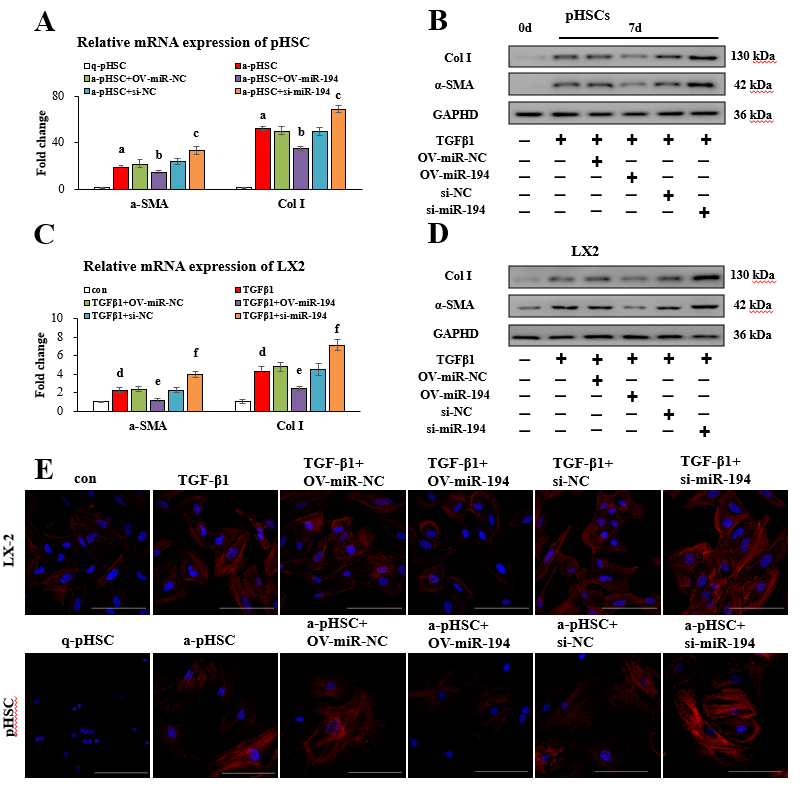 A
Relative mRNA expression of pHSC
q-pHSC
a-pHSC
a-pHSC+OV-miR-NC
a-pHSC+OV-miR-194
a-pHSC+si-NC
a-pHSC+si-miR-194
Fold change
80
40
0
a
b
c
a
b
c
a-SMA
Col I
B
pHSCs
0d
7d
Col I
130 kDa
α-SMA
42 kDa
GAPHD
36 kDa
TGFβ1
— + + + + +
OV-miR-NC
— — + — — —
OV-miR-194
— — — + — —
si-NC
— — — — + —
si-miR-194
— — — — — +
C
Relative mRNA expression of LX2
con
TGFβ1
TGFβ1+OV-miR-NC
TGFβ1+OV-miR-194
TGFβ1+si-NC
TGFβ1+si-miR-194
Fold change
10
8
6
4
2
0
d
e
f
d
e
f
a-SMA
Col I
D
LX2
Col I
130 kDa
α-SMA
42 kDa
GAPHD
36 kDa
TGFβ1
— + + + + +
OV-miR-NC
— — + — — —
OV-miR-194
— — — + — —
si-NC
— — — — + —
si-miR-194
— — — — — +
E
con
TGF-β1
TGF-β1+
OV-miR-NC
TGF-β1+
OV-miR-194
TGF-β1+
si-NC
TGF-β1+
si-miR-194
LX-2
q-pHSC
a-pHSC
a-pHSC+
OV-miR-NC
a-pHSC+
OV-miR-194
a-pHSC+
si-NC
a-pHSC+
si-miR-194
pHSC